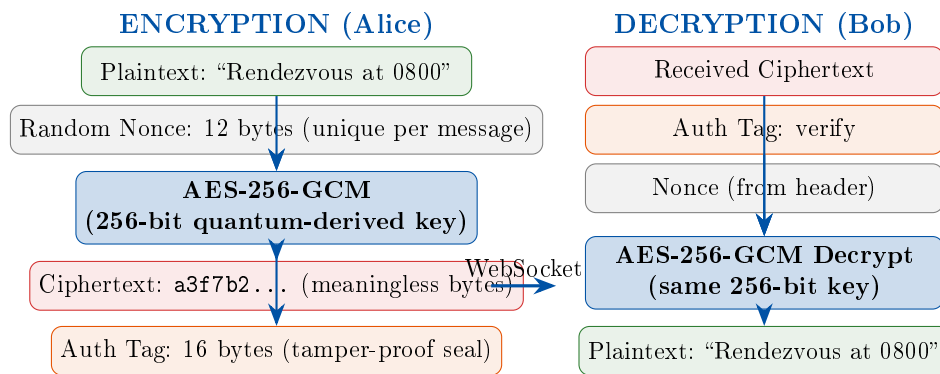 ENCRYPTION (Alice)
Plaintext: “Rendezvous at 0800”
Random Nonce: 12 bytes (unique per message)
AES-256-GCM
(256-bit quantum-derived key)
Ciphertext: a3f7b2... (meaningless bytes)
Auth Tag: 16 bytes (tamper-proof seal)
WebSocket
DECRYPTION (Bob)
Received Ciphertext
Auth Tag: verify
Nonce (from header)
AES-256-GCM Decrypt
(same 256-bit key)
Plaintext: “Rendezvous at 0800”